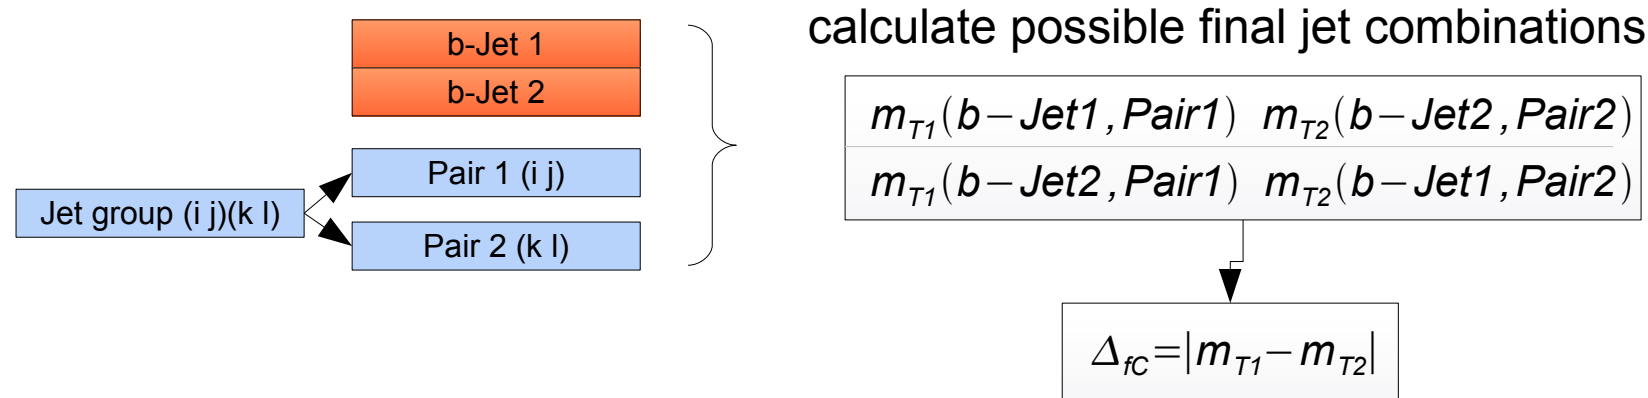 calculate possible final jet combinations
b-Jet 1
b-Jet 2
Pair 1 (i j)
Jet group (i j)(k l)
Pair 2 (k l)
m_T1(b−Jet1,Pair1) m_T2(b−Jet2,Pair2)
m_T1(b−Jet2,Pair1) m_T2(b−Jet1,Pair2)
Δ_fC=|m_T1−m_T2|